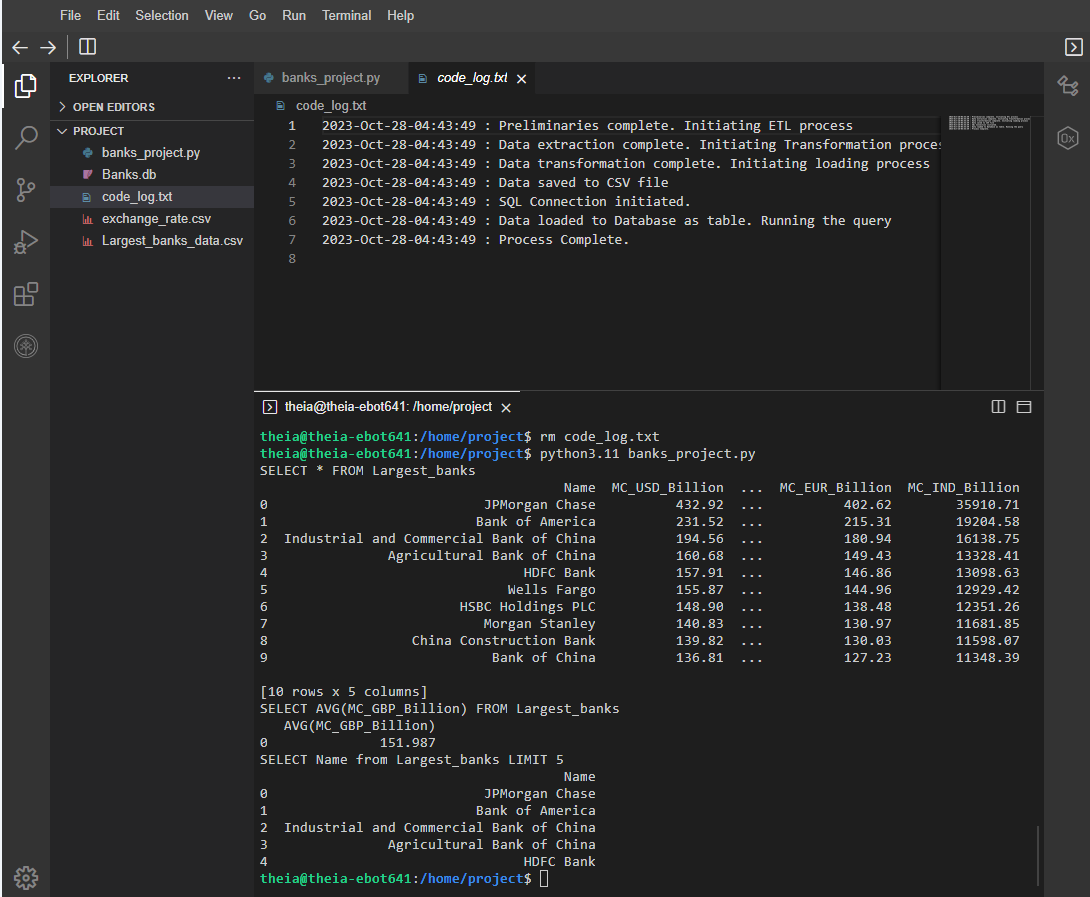 File Edit Selection View Go Run Terminal Help
EXPLORER ...
OPEN EDITORS
PROJECT
banks_project.py
Banks.db
code_log.txt
exchange_rate.csv
Largest_banks_data.csv
banks_project.py code_log.txt
code_log.txt
1 2023-Oct-28-04:43:49 : Preliminaries complete. Initiating ETL process
2 2023-Oct-28-04:43:49 : Data extraction complete. Initiating Transformation proces
3 2023-Oct-28-04:43:49 : Data transformation complete. Initiating loading process
4 2023-Oct-28-04:43:49 : Data saved to CSV file
5 2023-Oct-28-04:43:49 : SQL Connection initiated.
6 2023-Oct-28-04:43:49 : Data loaded to Database as table. Running the query
7 2023-Oct-28-04:43:49 : Process Complete.
8
theia@theia-ebot641: /home/project
theia@theia-ebot641:/home/project$ rm code_log.txt
theia@theia-ebot641:/home/project$ python3.11 banks_project.py
SELECT * FROM Largest_banks
Name MC_USD_Billion ... MC_EUR_Billion MC_IND_Billion
0 JPMorgan Chase 432.92 ... 402.62 35910.71
1 Bank of America 231.52 ... 215.31 19204.58
2 Industrial and Commercial Bank of China 194.56 ... 180.94 16138.75
3 Agricultural Bank of China 160.68 ... 149.43 13328.41
4 HDFC Bank 157.91 ... 146.86 13098.63
5 Wells Fargo 155.87 ... 144.96 12929.42
6 HSBC Holdings PLC 148.90 ... 138.48 12351.26
7 Morgan Stanley 140.83 ... 130.97 11681.85
8 China Construction Bank 139.82 ... 130.03 11598.07
9 Bank of China 136.81 ... 127.23 11348.39
[10 rows x 5 columns]
SELECT AVG(MC_GBP_Billion) FROM Largest_banks
AVG(MC_GBP_Billion)
0 151.987
SELECT Name from Largest_banks LIMIT 5
Name
0 JPMorgan Chase
1 Bank of America
2 Industrial and Commercial Bank of China
3 Agricultural Bank of China
4 HDFC Bank
theia@theia-ebot641:/home/project$
0x